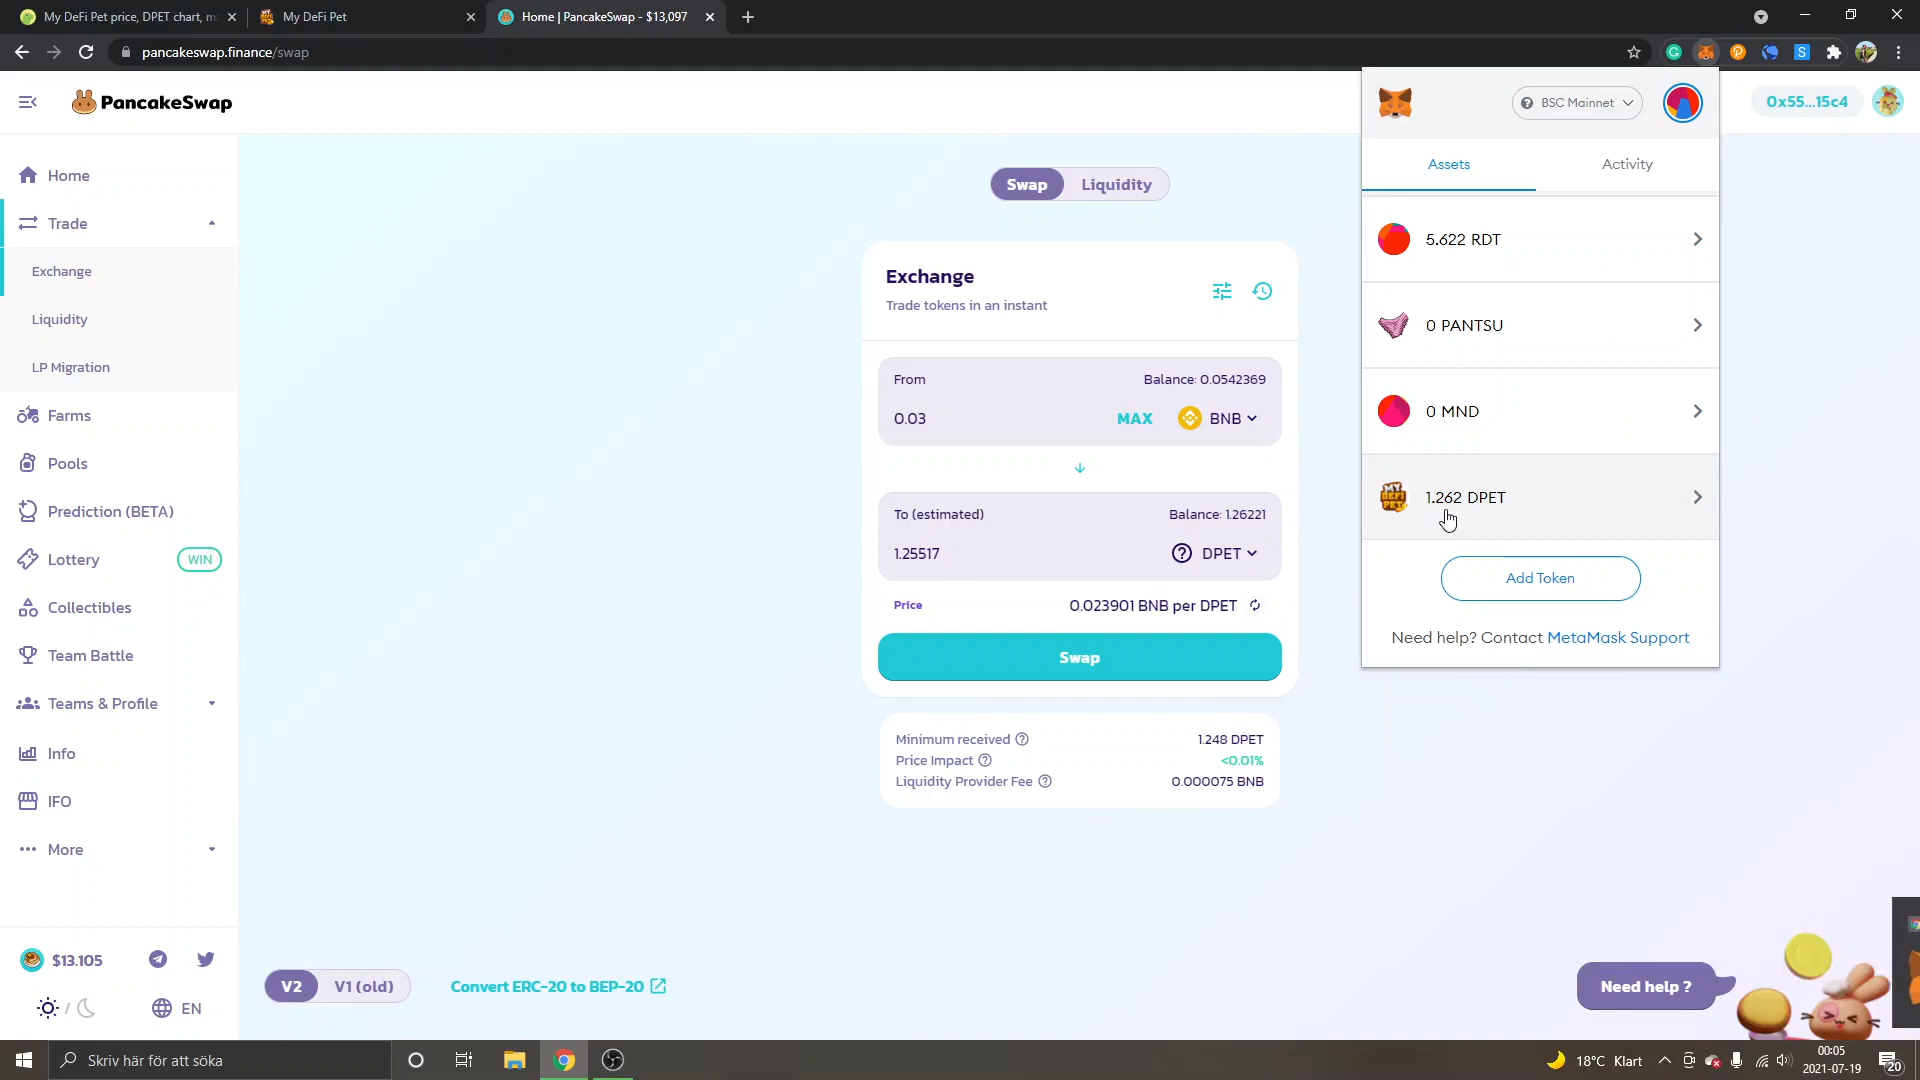 My DeFi Pet price, DPET chart, ma
My DeFi Pet
Home | PancakeSwap - $13,097
pancakeswap.finance/swap
PancakeSwap
Home
Trade
Exchange
Liquidity
LP Migration
Farms
Pools
Prediction (BETA)
Lottery
WIN
Collectibles
Team Battle
Teams & Profile
Info
IFO
More
$13.105
/
EN
Swap
Liquidity
Exchange
Trade tokens in an instant
From
Balance: 0.0542369
0.03
MAX
BNB
To (estimated)
Balance: 1.26221
1.25517
DPET
Price
0.023901 BNB per DPET
Swap
Minimum received
1.248 DPET
Price Impact
<0.01%
Liquidity Provider Fee
0.000075 BNB
V2
V1 (old)
Convert ERC-20 to BEP-20
BSC Mainnet
0x55...15c4
Assets
Activity
5.622 RDT
0 PANTSU
0 MND
MY DEFI PET
1.262 DPET
Add Token
Need help? Contact MetaMask Support
Need help ?
Skriv här för att söka
18°C Klart
00:05
2021-07-19
20